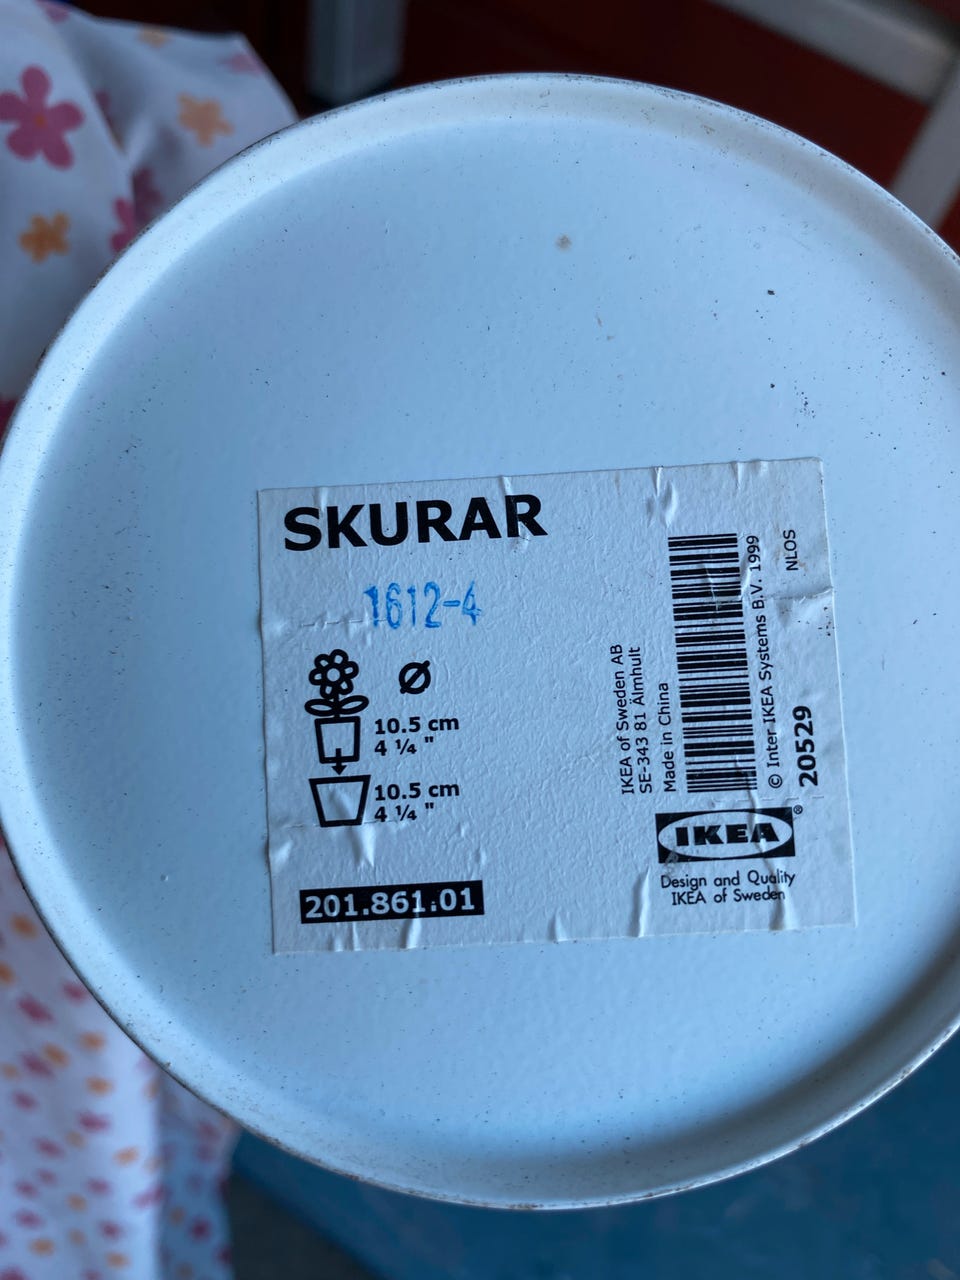 SKURAR
1612-4
Ø
10.5 cm
4 ¼ "
10.5 cm
4 ¼ "
201.861.01
IKEA of Sweden AB
SE-343 81 Älmhult
Made in China
© Inter IKEA Systems B.V. 1999
20529
NLOS
IKEA®
Design and Quality
IKEA of Sweden